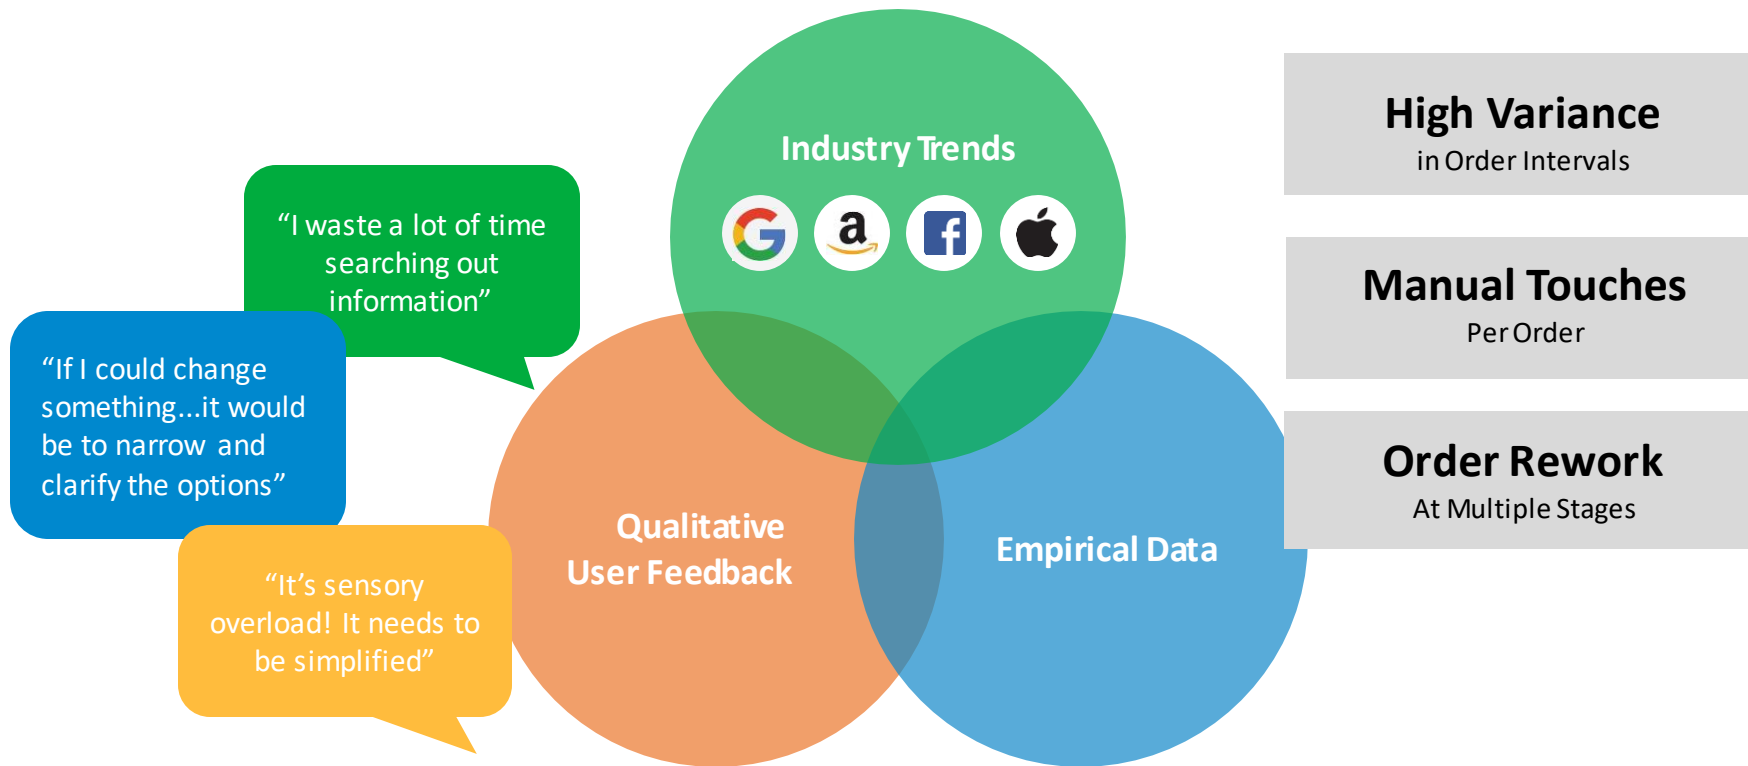 Industry Trends
a
“I waste a lot of time
searching out
information”
“If I could change
something...it would
be to narrow and
clarify the options”
“It’s sensory
overload! It needs to
be simplified”
Qualitative
User Feedback
Empirical Data
High Variance
in Order Intervals
Manual Touches
Per Order
Order Rework
At Multiple Stages